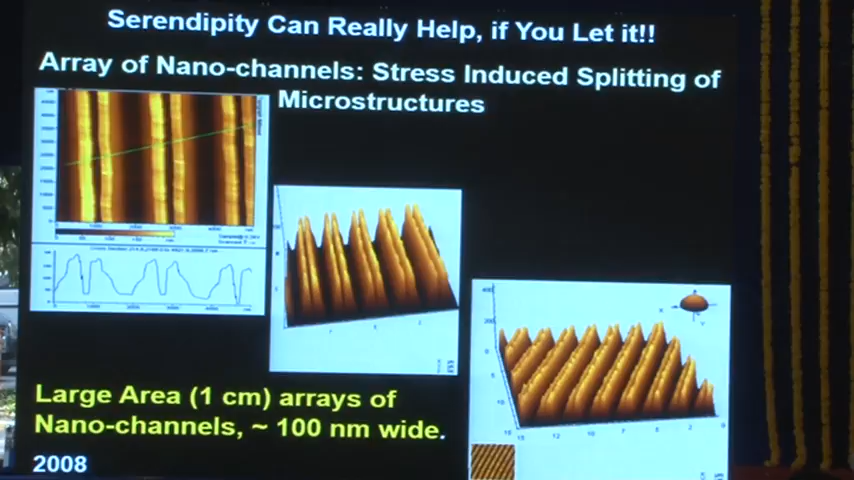 Serendipity Can Really Help, if You Let it!!
Array of Nano-channels: Stress Induced Splitting of
Microstructures
Large Area (1 cm) arrays of
Nano-channels, ~ 100 nm wide.
2008